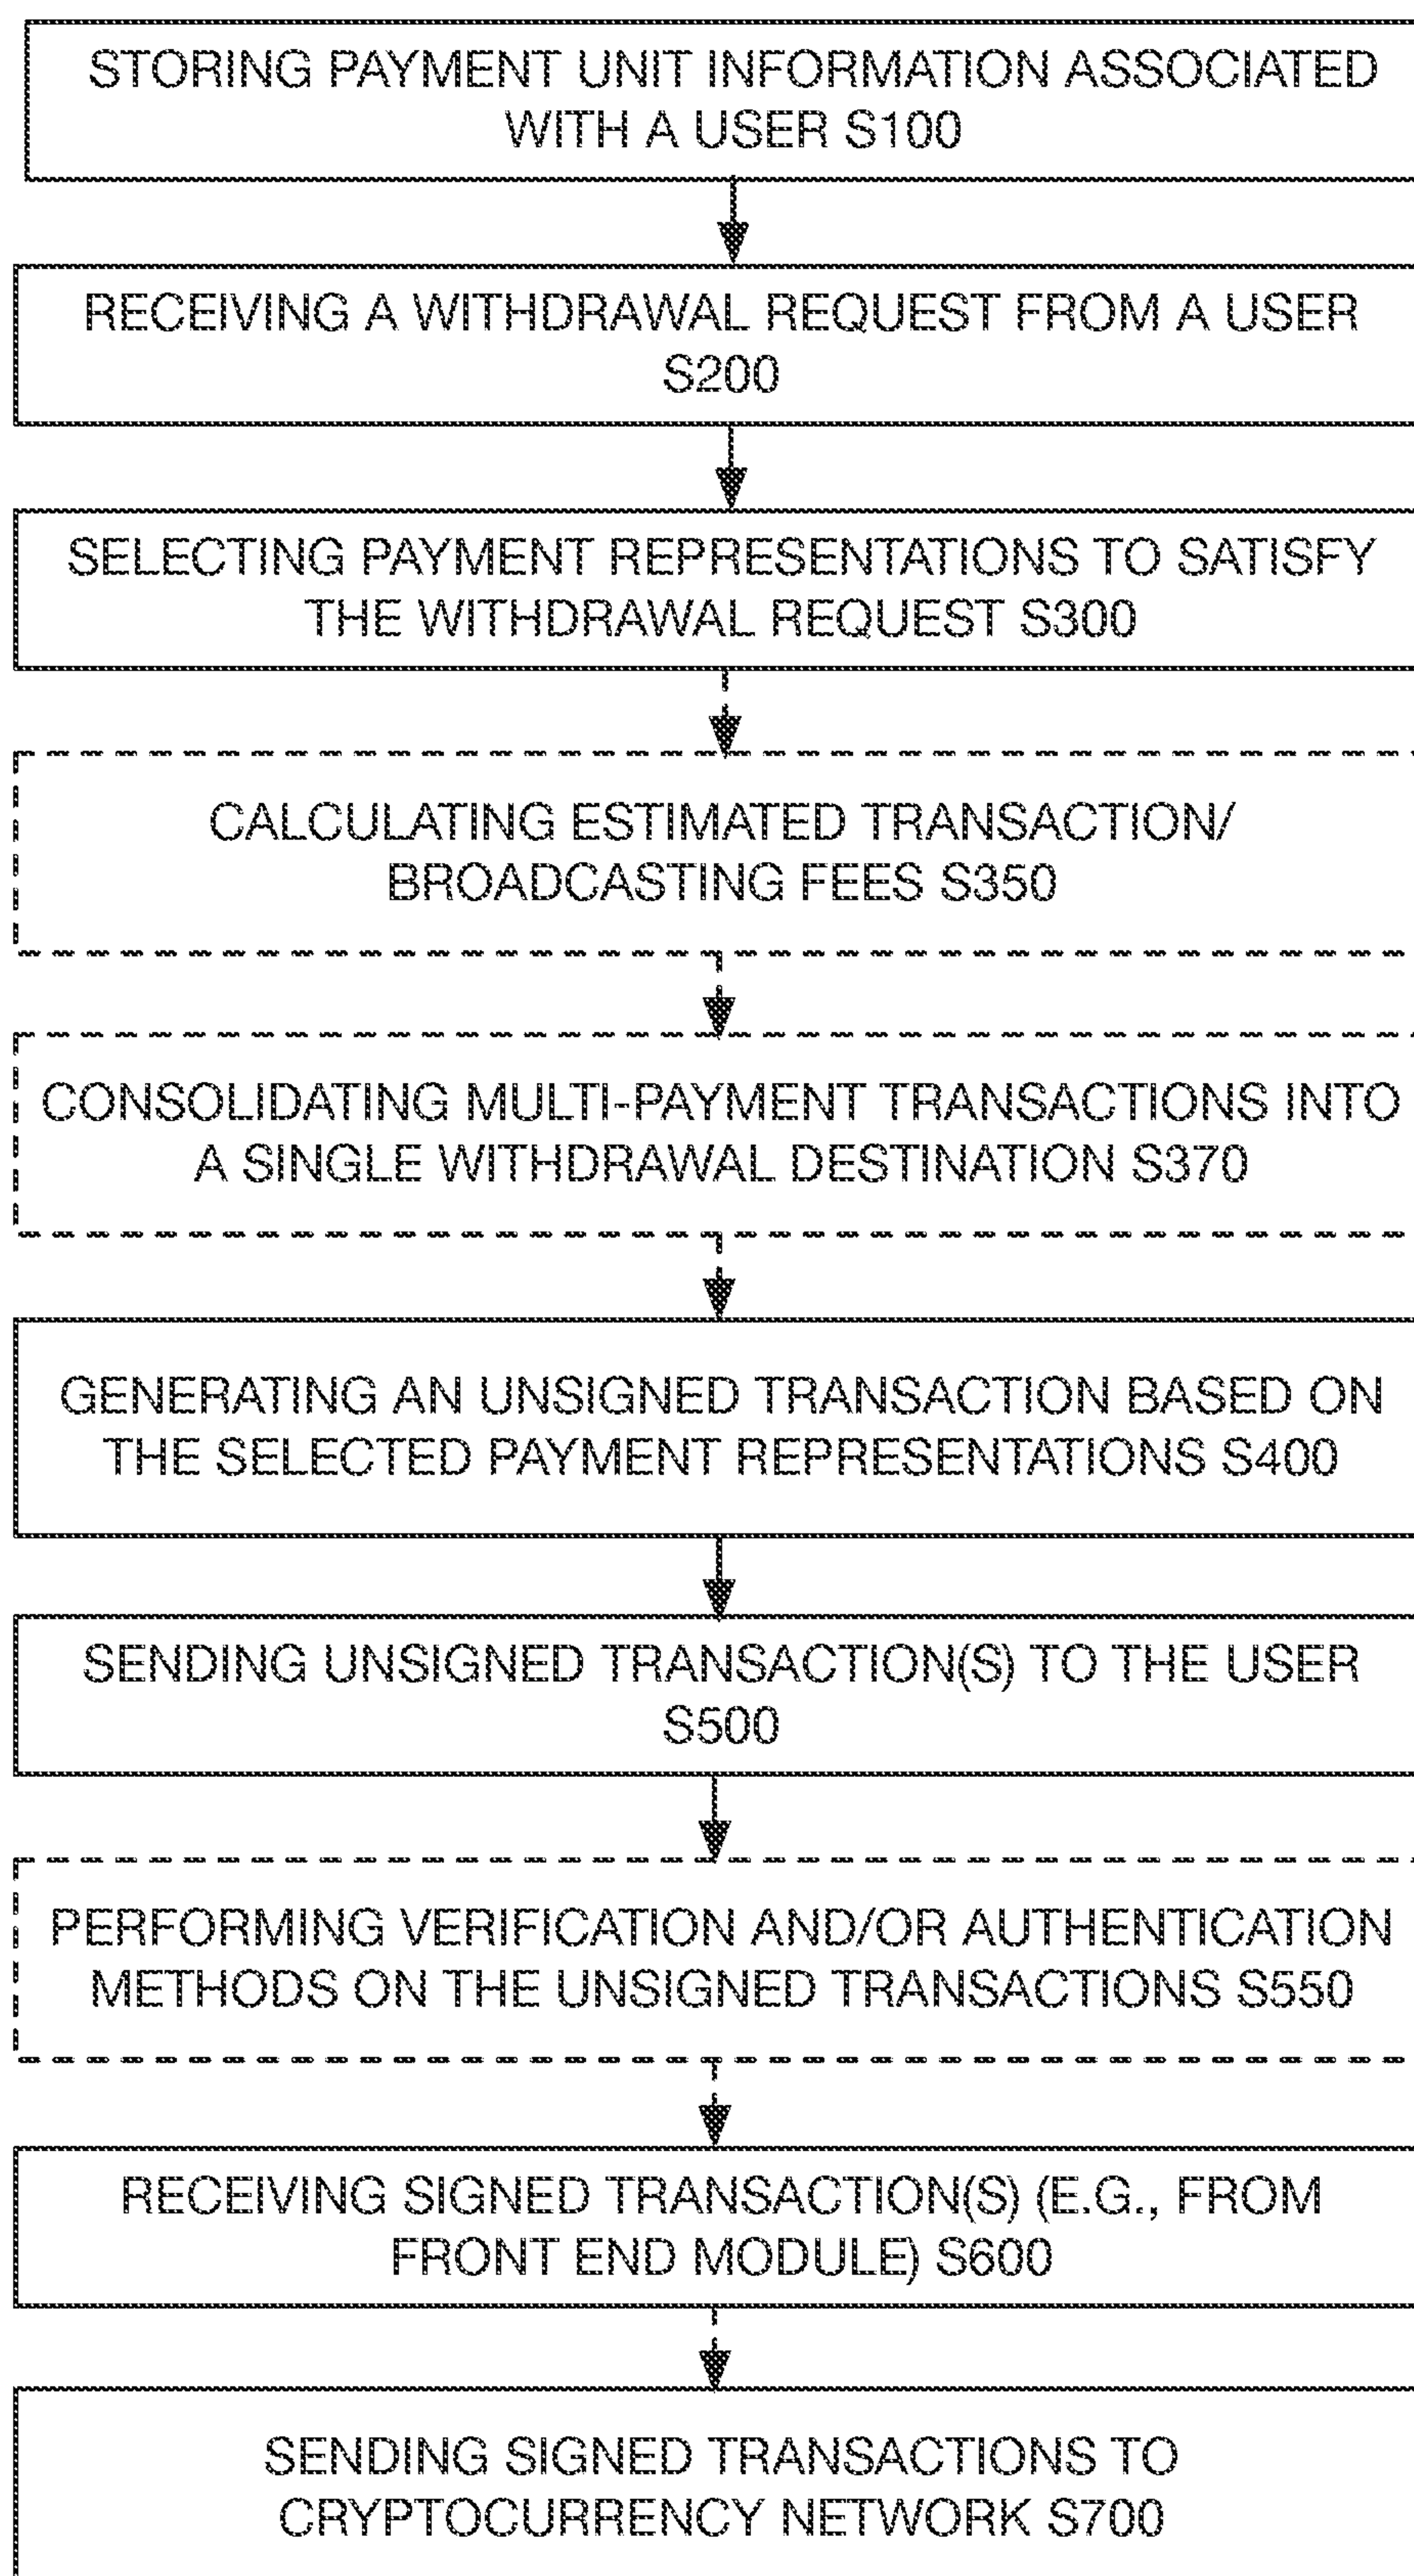 STORING PAYMENT UNIT INFORMATION ASSOCIATED
WITH A USER S100
RECEIVING A WITHDRAWAL REQUEST FROM A USER
S200
SELECTING PAYMENT REPRESENTATIONS TO SATISFY
THE WITHDRAWAL REQUEST S300
CALCULATING ESTIMATED TRANSACTION/
BROADCASTING FEES S350
CONSOLIDATING MULTI-PAYMENT TRANSACTIONS INTO
A SINGLE WITHDRAWAL DESTINATION S370
GENERATING AN UNSIGNED TRANSACTION BASED ON
THE SELECTED PAYMENT REPRESENTATIONS S400
SENDING UNSIGNED TRANSACTION(S) TO THE USER
S500
PERFORMING VERIFICATION AND/OR AUTHENTICATION
METHODS ON THE UNSIGNED TRANSACTIONS S550
RECEIVING SIGNED TRANSACTION(S) (E.G., FROM
FRONT END MODULE) S600
SENDING SIGNED TRANSACTIONS TO
CRYPTOCURRENCY NETWORK S700